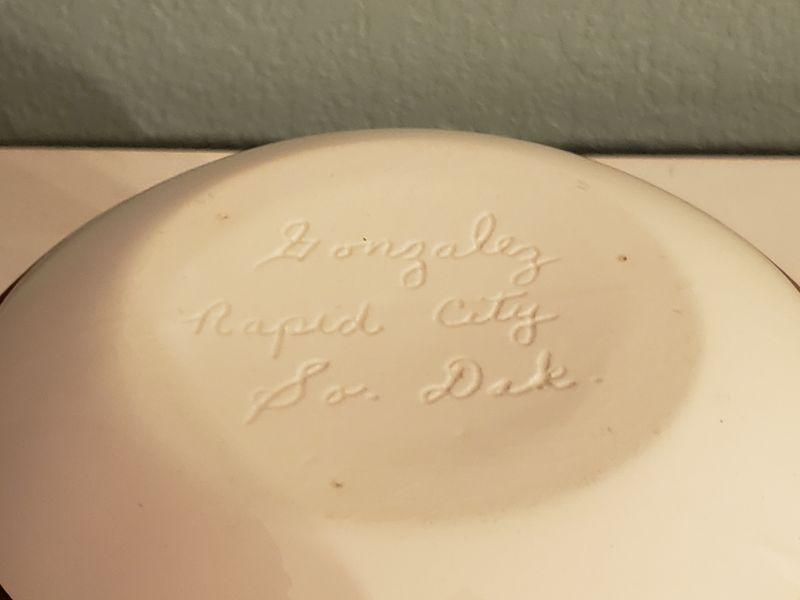 Gonzalez
Rapid City
So. Dak.